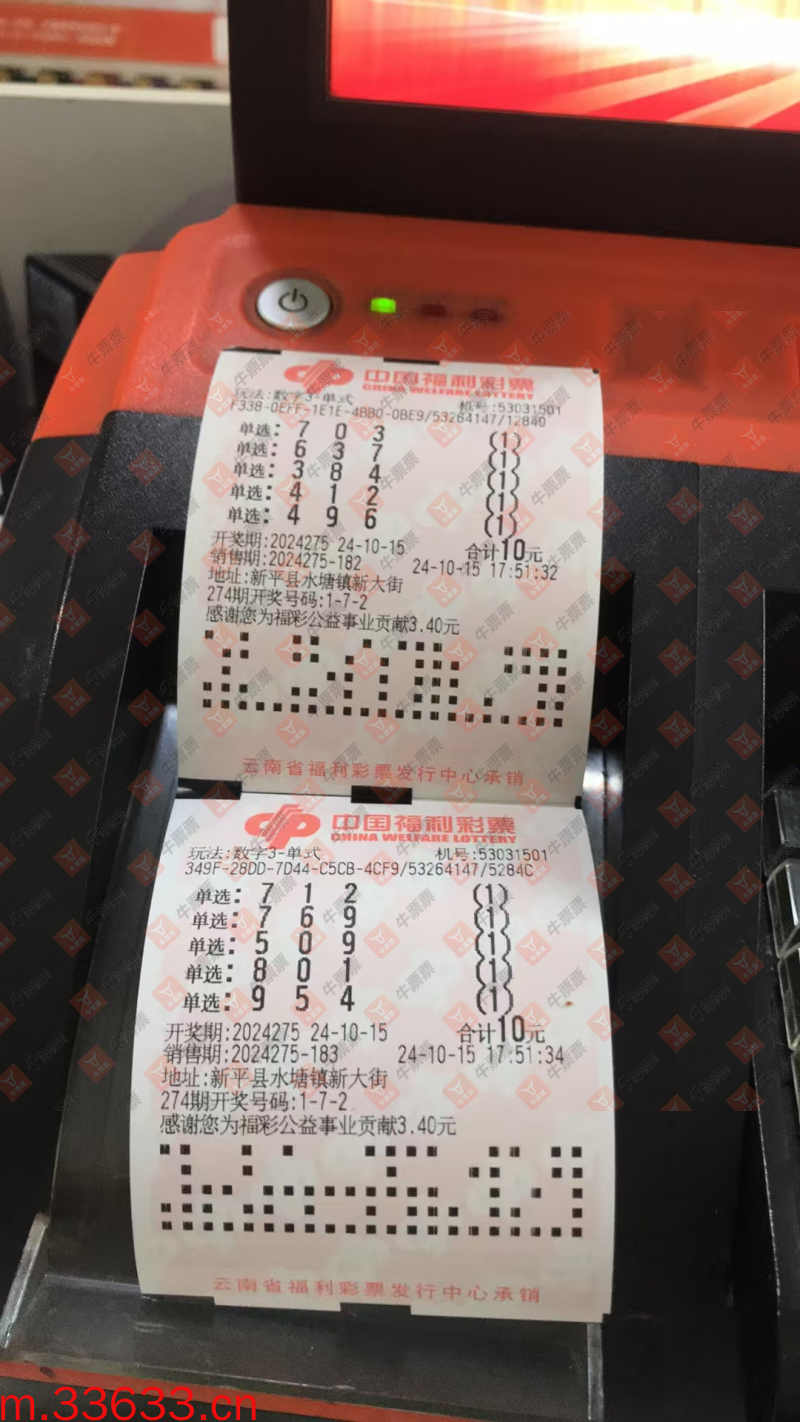 中国福利彩票
CHINA WELFARE LOTTERY
玩法:数字3-单式 机号:53031501
F338-0EFF-1E1E-4BB0-0BE9/53264147/12840
单选: 7 0 3 (1)
单选: 6 3 7 (1)
单选: 3 8 4 (1)
单选: 4 1 2 (1)
单选: 4 9 6 (1)
开奖期:2024275 24-10-15 合计10元
销售期:2024275-182 24-10-15 17:51:32
地址:新平县水塘镇新大街
274期开奖号码:1-7-2
感谢您为福彩公益事业贡献3.40元
云南省福利彩票发行中心承销
中国福利彩票
CHINA WELFARE LOTTERY
玩法:数字3-单式 机号:53031501
349F-28DD-7D44-C5CB-4CF9/53264147/5284C
单选: 7 1 2 (1)
单选: 7 6 9 (1)
单选: 5 0 9 (1)
单选: 8 0 1 (1)
单选: 9 5 4 (1)
开奖期:2024275 24-10-15 合计10元
销售期:2024275-183 24-10-15 17:51:34
地址:新平县水塘镇新大街
274期开奖号码:1-7-2
感谢您为福彩公益事业贡献3.40元
云南省福利彩票发行中心承销
牛票票
m.33633.cn